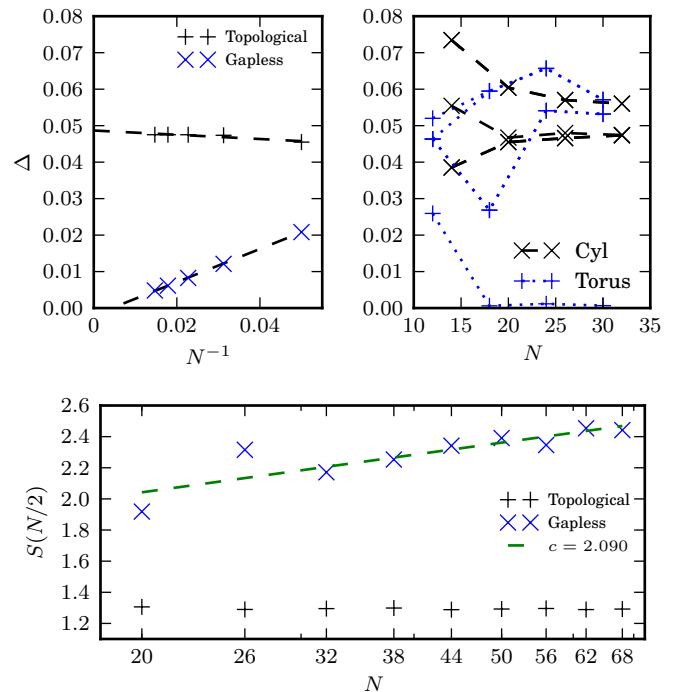 0.08
0.07
0.06
0.05
0.04
0.03
0.02
0.01
0.00
Δ
0.02 0.04
N⁻¹
Topological
Gapless
0.08
0.07
0.06
0.05
0.04
0.03
0.02
0.01
0.00
10 15 20 25 30 35
N
Cyl
Torus
2.6
2.4
2.2
2.0
1.8
1.6
1.4
1.2
S(N/2)
20 26 32 38 44 50 56 62 68
N
Topological
Gapless
c = 2.090